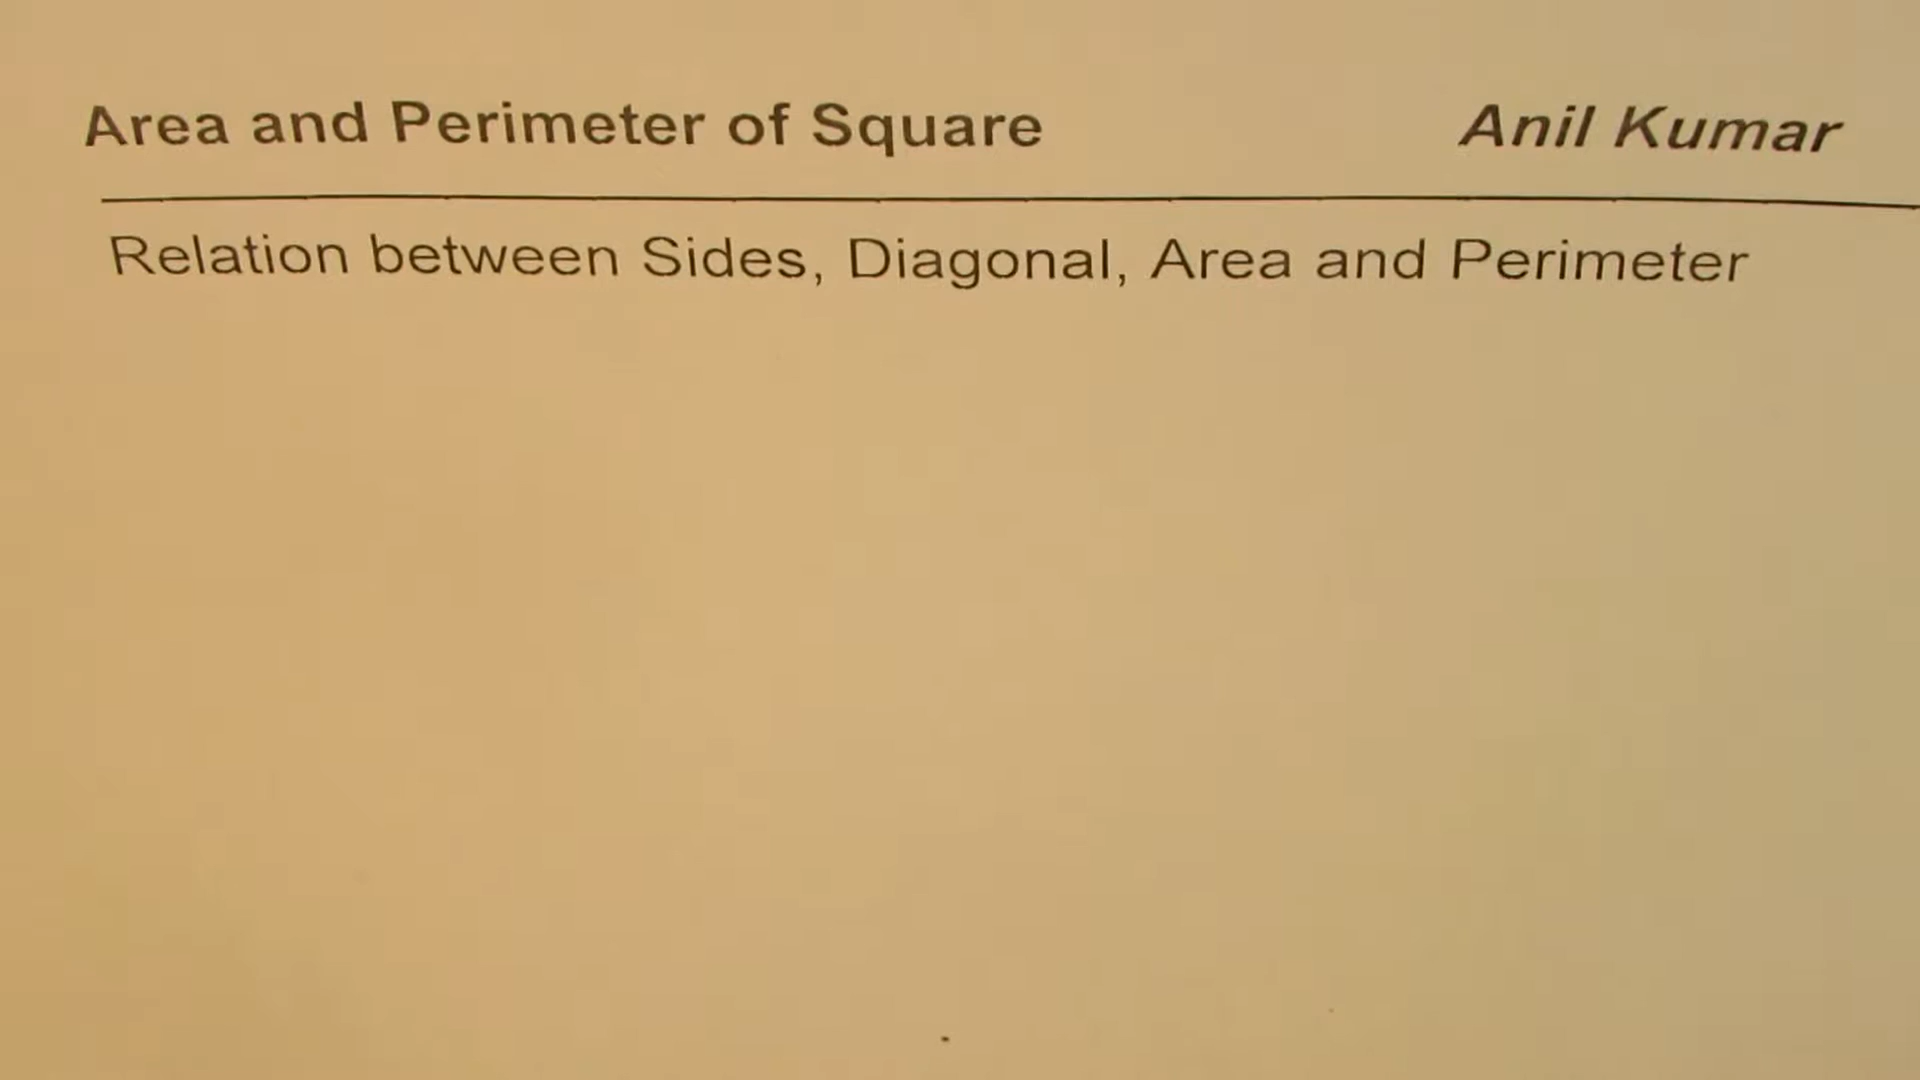 Area and Perimeter of Square Anil Kumar
Relation between Sides, Diagonal, Area and Perimeter